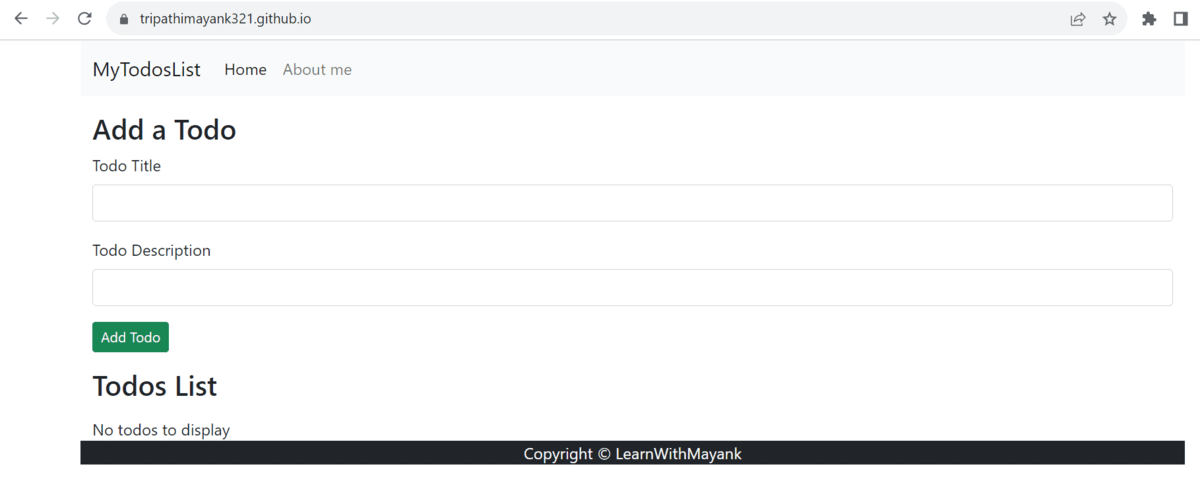 tripathimayank321.github.io
MyTodosList Home About me
Add a Todo
Todo Title
Todo Description
Add Todo
Todos List
No todos to display
Copyright © LearnWithMayank